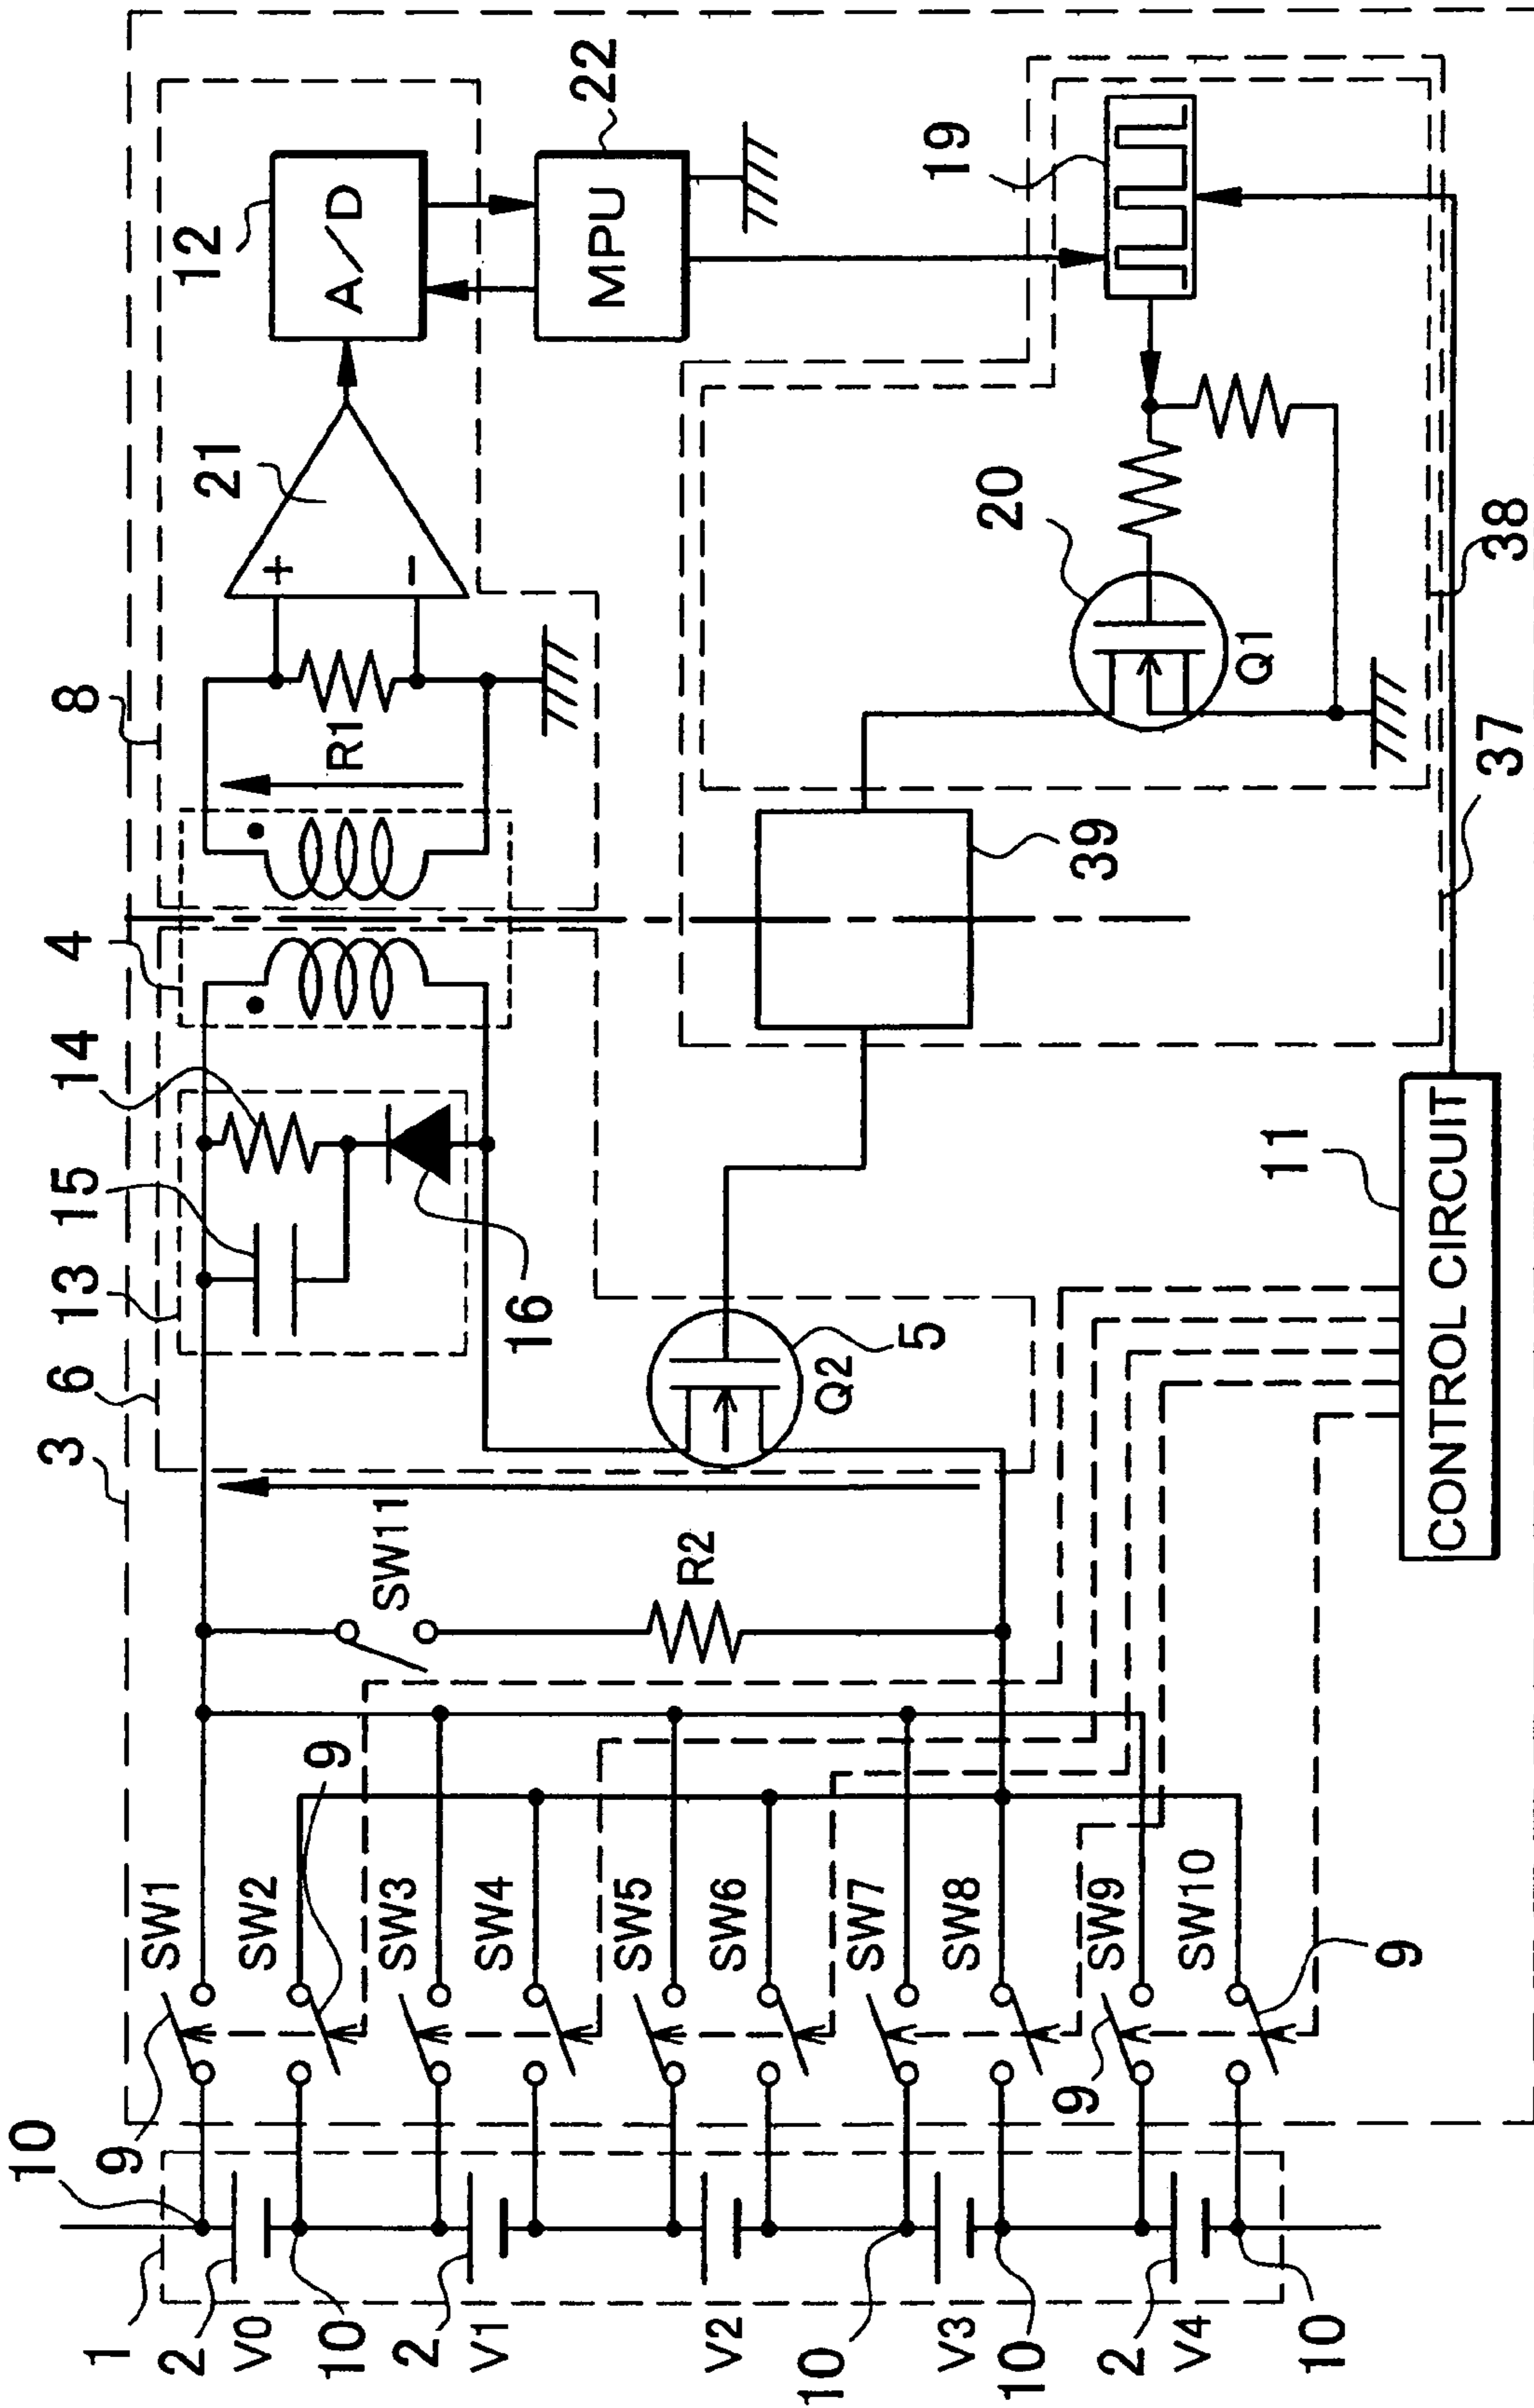 3
6
13
15
14
4
8
16
R1
21
12
A/D
22
MPU
+
−
10
9
1
2
V0
10
2
V1
V2
10
V3
10
2
V4
10
SW1
SW2
9
SW3
SW4
SW5
SW6
SW7
SW8
SW9
9
SW10
9
SW11
R2
Q2
5
39
20
Q1
19
38
37
11
CONTROL CIRCUIT